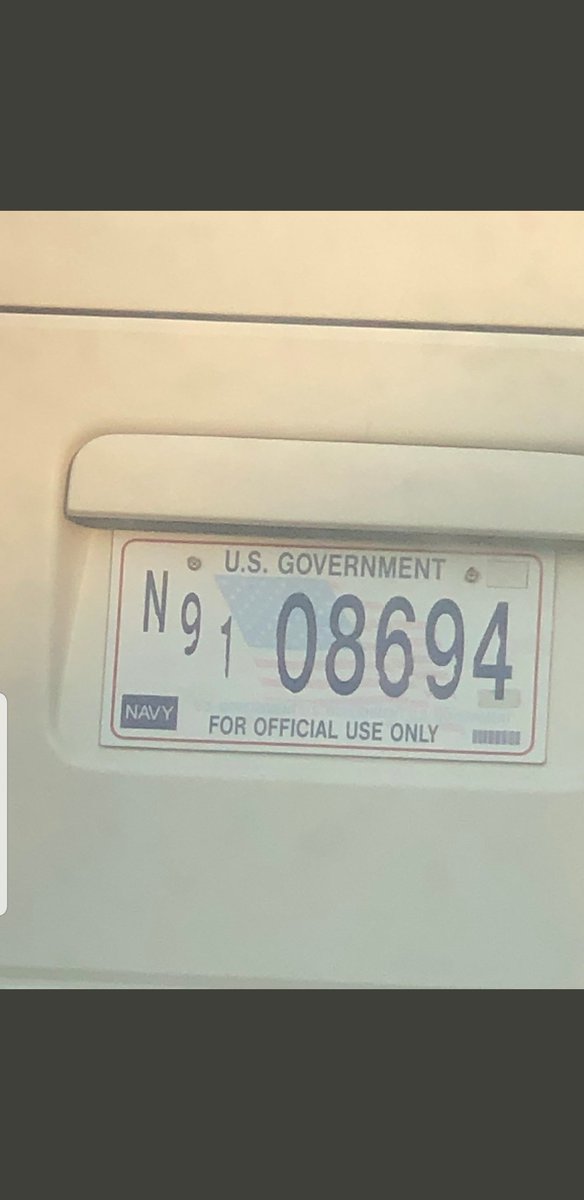 U.S. GOVERNMENT
N91 08694
NAVY
FOR OFFICIAL USE ONLY